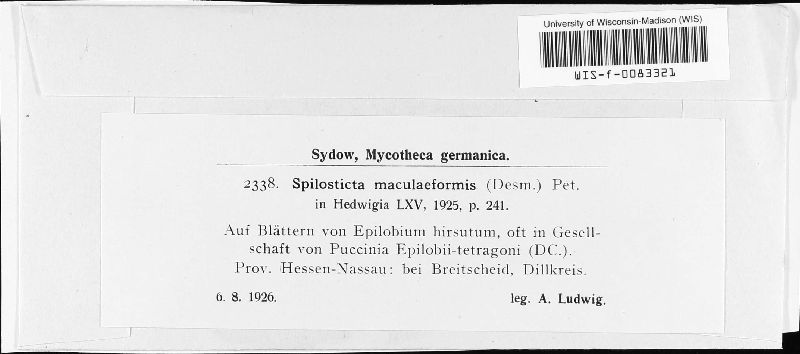 University of Wisconsin-Madison (WIS)
WIS-f-0083321
Sydow, Mycotheca germanica.
2338. Spilosticta maculaeformis (Desm.) Pet.
in Hedwigia LXV, 1925, p. 241.
Auf Blättern von Epilobium hirsutum, oft in Gesell-
schaft von Puccinia Epilobii-tetragoni (DC.).
Prov. Hessen-Nassau: bei Breitscheid, Dillkreis.
6. 8. 1926. leg. A. Ludwig.